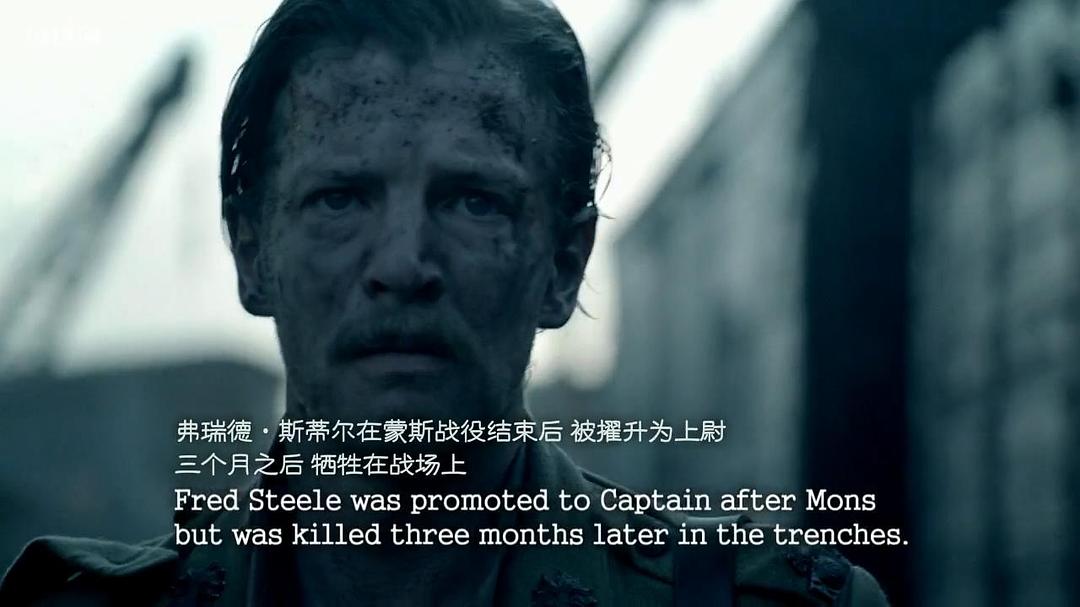 弗瑞德·斯蒂尔在蒙斯战役结束后 被擢升为上尉
三个月之后 牺牲在战场上
Fred Steele was promoted to Captain after Mons
but was killed three months later in the trenches.